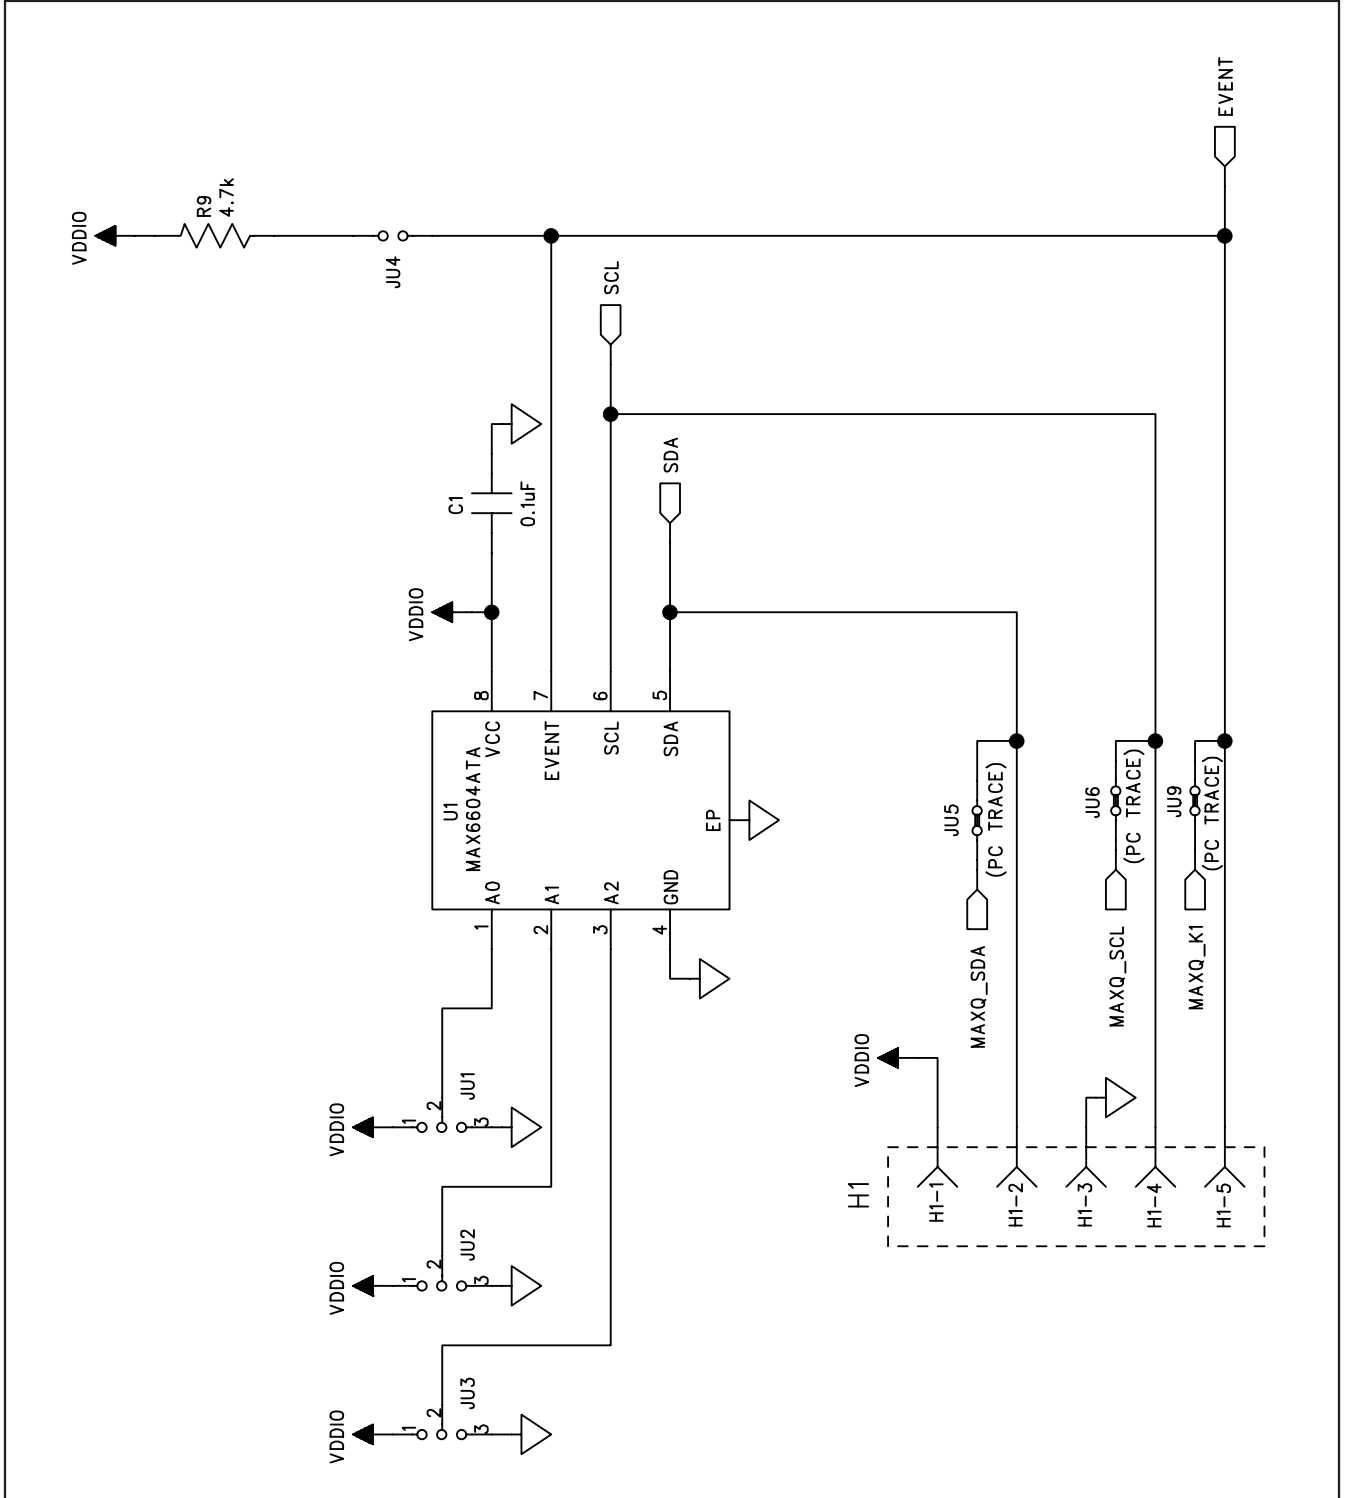 VDDIO
R9
4.7k
JU4
EVENT
SCL
SDA
C1
0.1uF
VDDIO
8
7
6
5
U1
MAX6604ATA
VCC
EVENT
SCL
SDA
EP
A0
A1
A2
GND
1
2
3
4
VDDIO
1
2
3
JU1
VDDIO
1
2
3
JU2
VDDIO
1
2
3
JU3
JU5
(PC TRACE)
MAXQ_SDA
JU6
(PC TRACE)
MAXQ_SCL
JU9
(PC TRACE)
MAXQ_K1
VDDIO
H1
H1-1
H1-2
H1-3
H1-4
H1-5